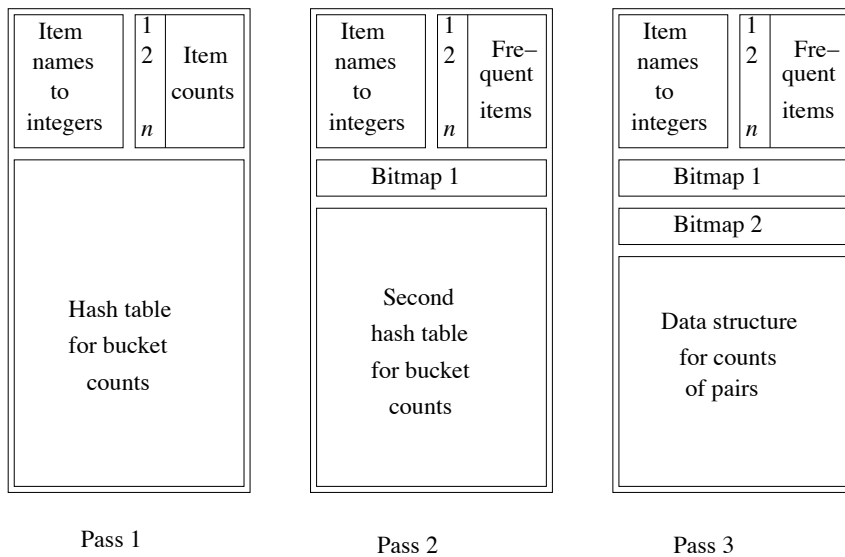 Item
names
to
integers
1
2
n
Item
counts
Hash table
for bucket
counts
Pass 1
Item
names
to
integers
1
2
n
Fre–
quent
items
Bitmap 1
Second
hash table
for bucket
counts
Pass 2
Item
names
to
integers
1
2
n
Fre–
quent
items
Bitmap 1
Bitmap 2
Data structure
for counts
of pairs
Pass 3